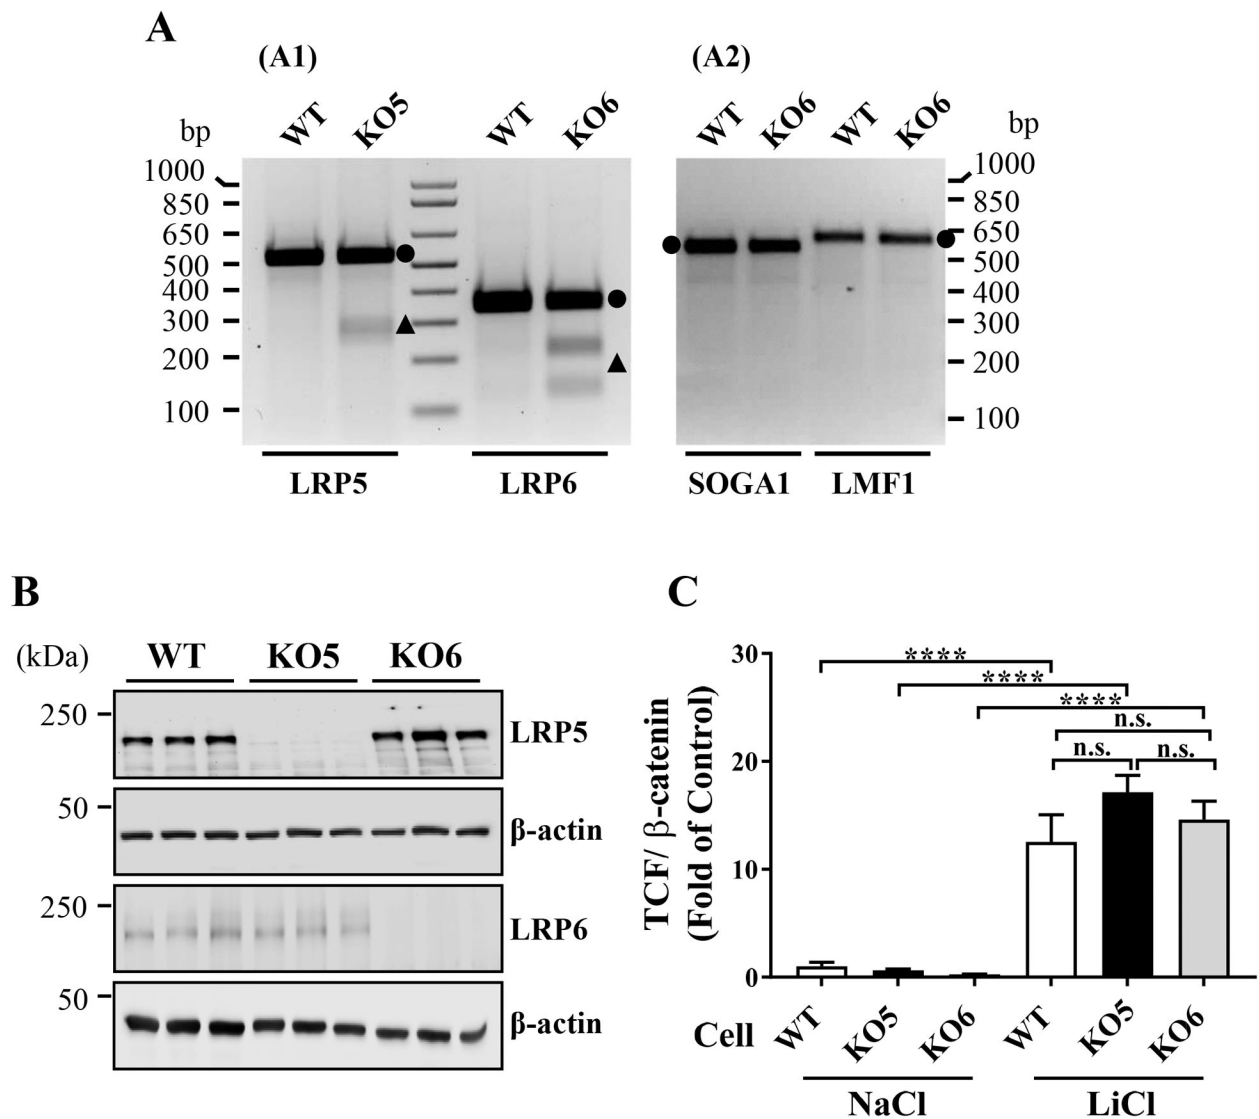 A
(A1)
(A2)
WT KO5 WT KO6
WT KO6 WT KO6
bp
1000
850
650
500
400
300
200
100
bp
1000
850
650
500
400
300
200
100
LRP5
LRP6
SOGA1
LMF1
B
(kDa)
WT KO5 KO6
250
LRP5
50
β-actin
250
LRP6
50
β-actin
C
TCF/ β-catenin
(Fold of Control)
30
20
10
0
****
****
****
n.s.
n.s. n.s.
Cell WT KO5 KO6 WT KO5 KO6
NaCl LiCl